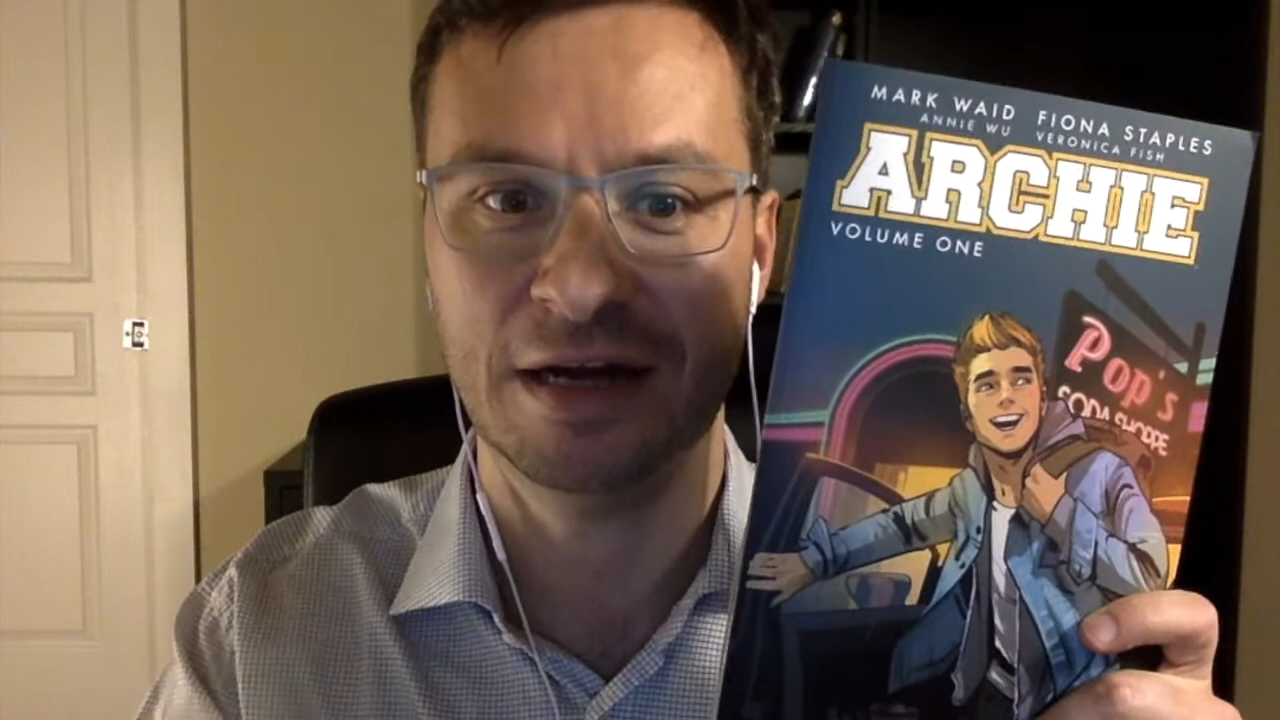 MARK WAID FIONA STAPLES
ANNIE WU VERONICA FISH
ARCHIE
VOLUME ONE
Pop's
SODA SHOPPE